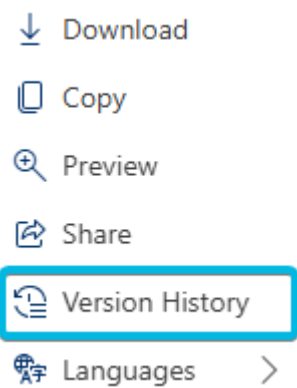 Download
Copy
Preview
Share
Version History
Languages